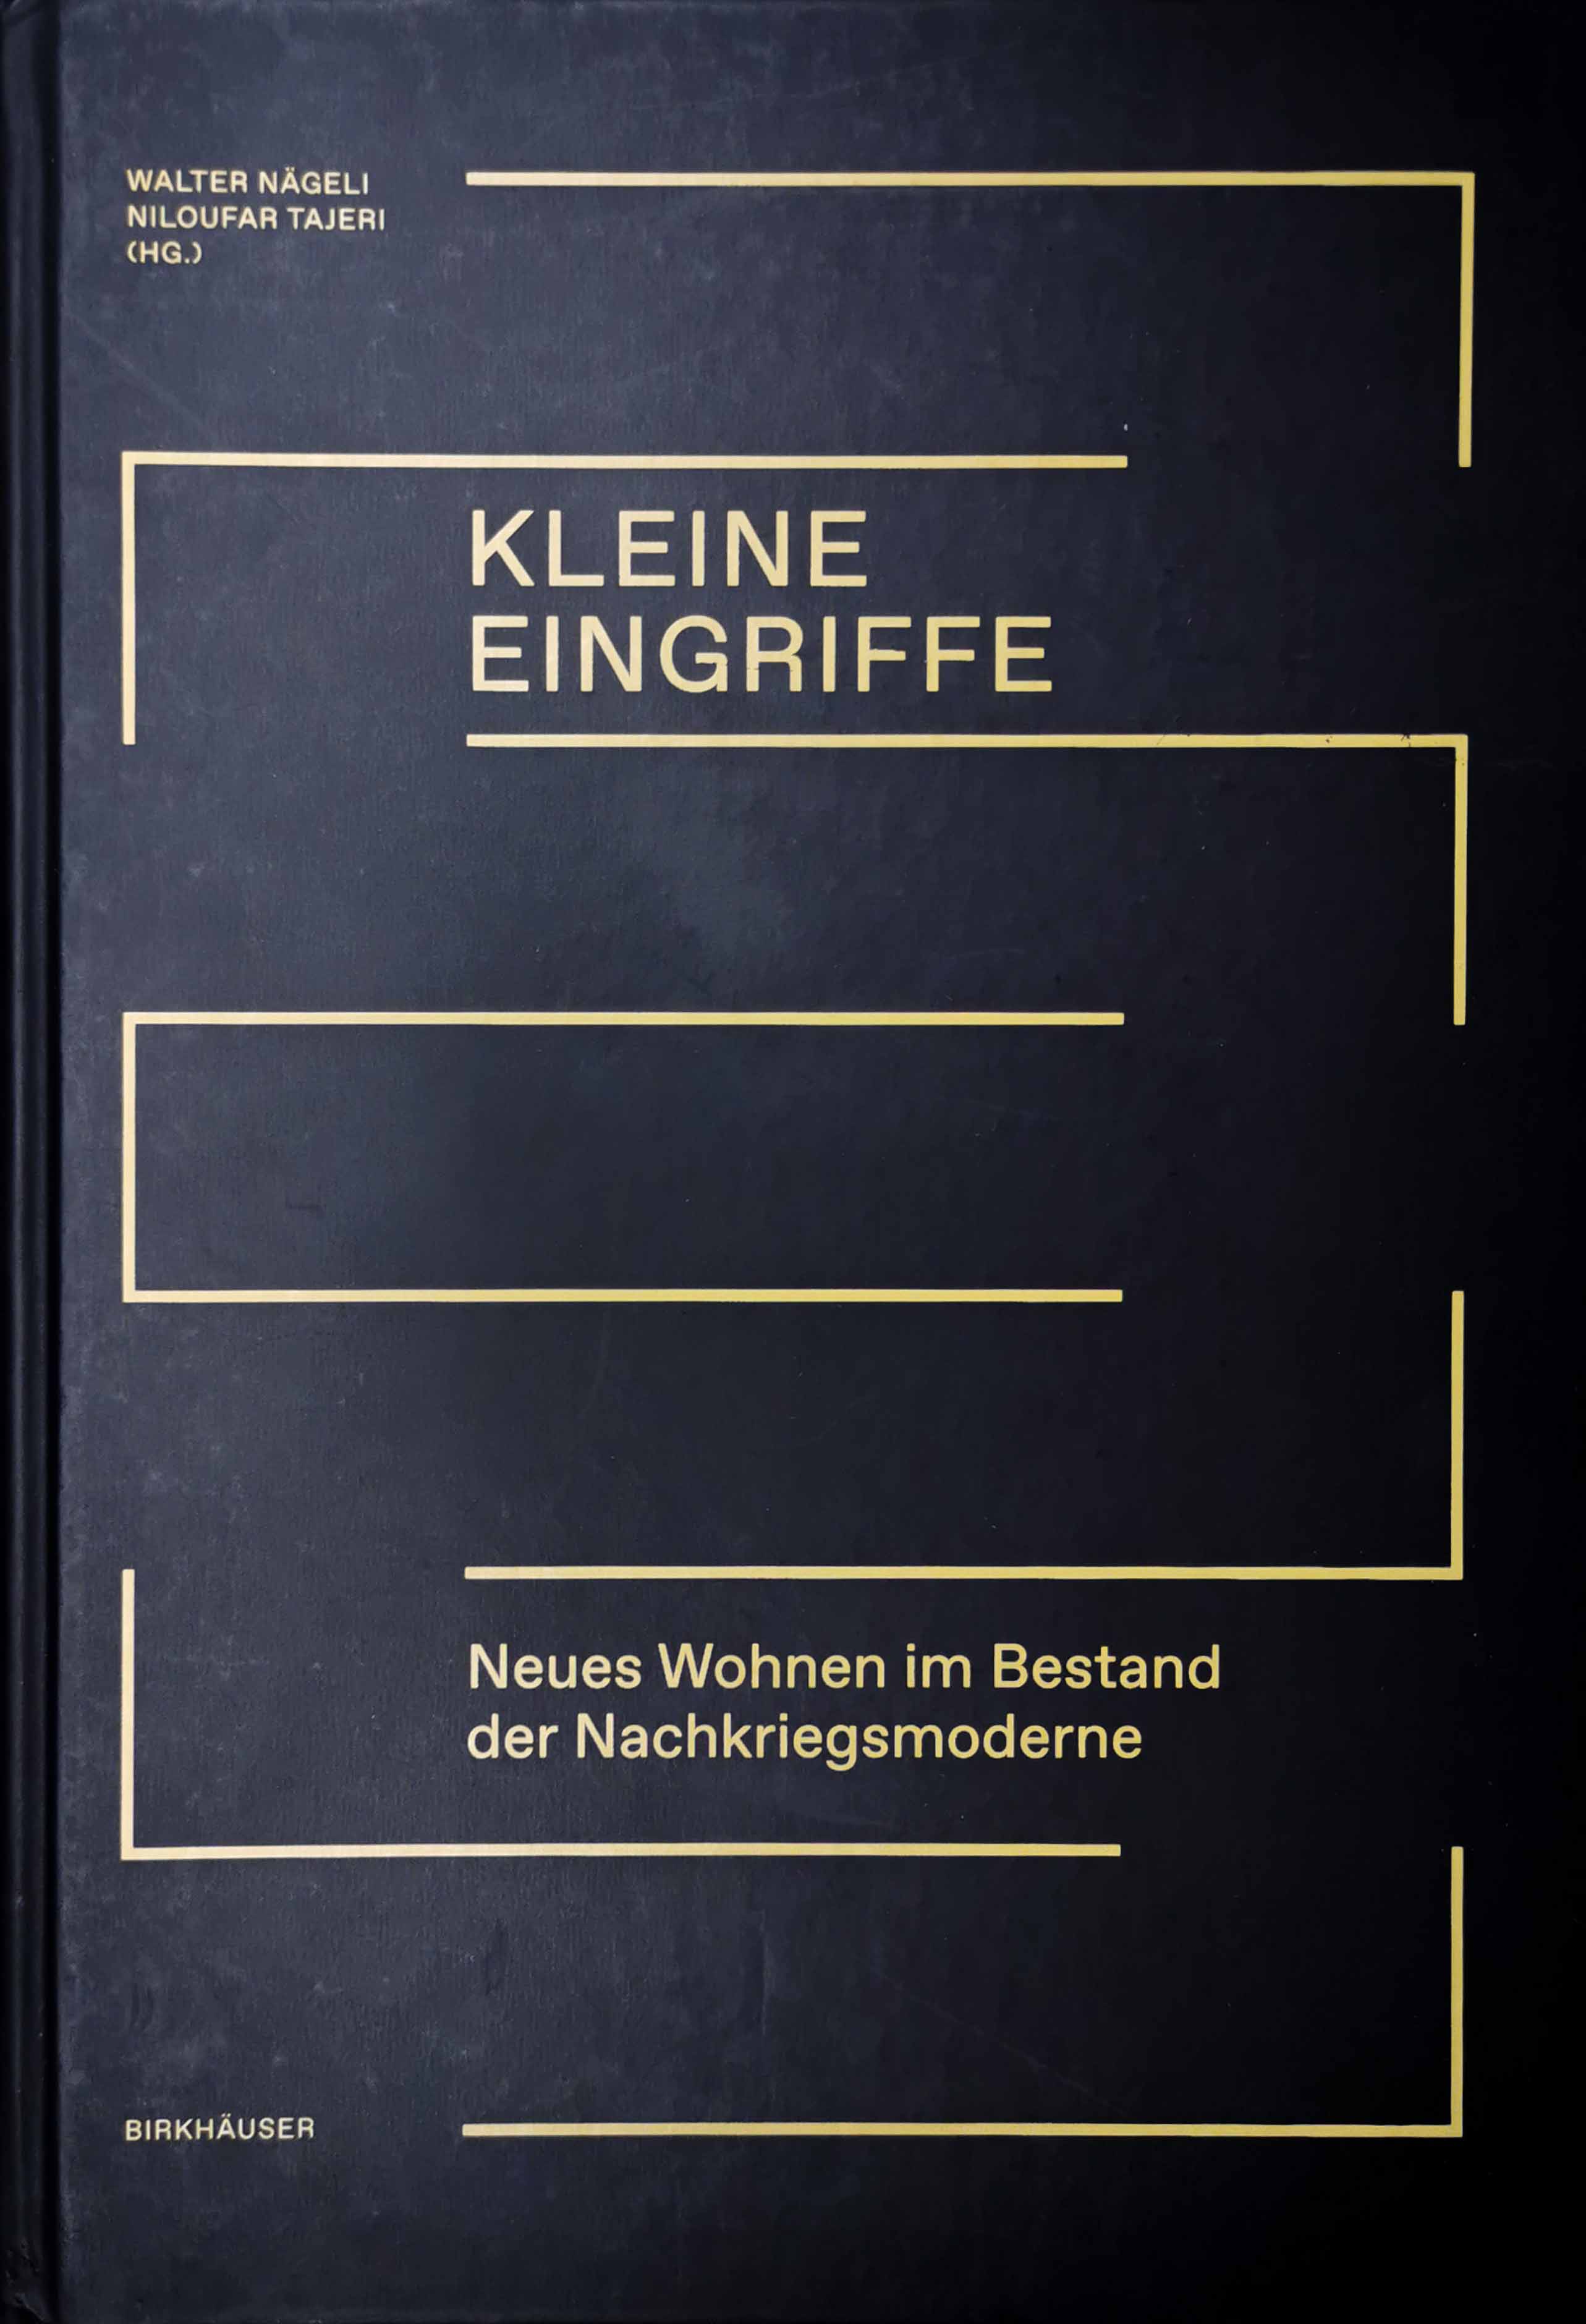 WALTER NÄGELI
NILOUFAR TAJERI
(HG.)
KLEINE
EINGRIFFE
Neues Wohnen im Bestand
der Nachkriegsmoderne
BIRKHÄUSER